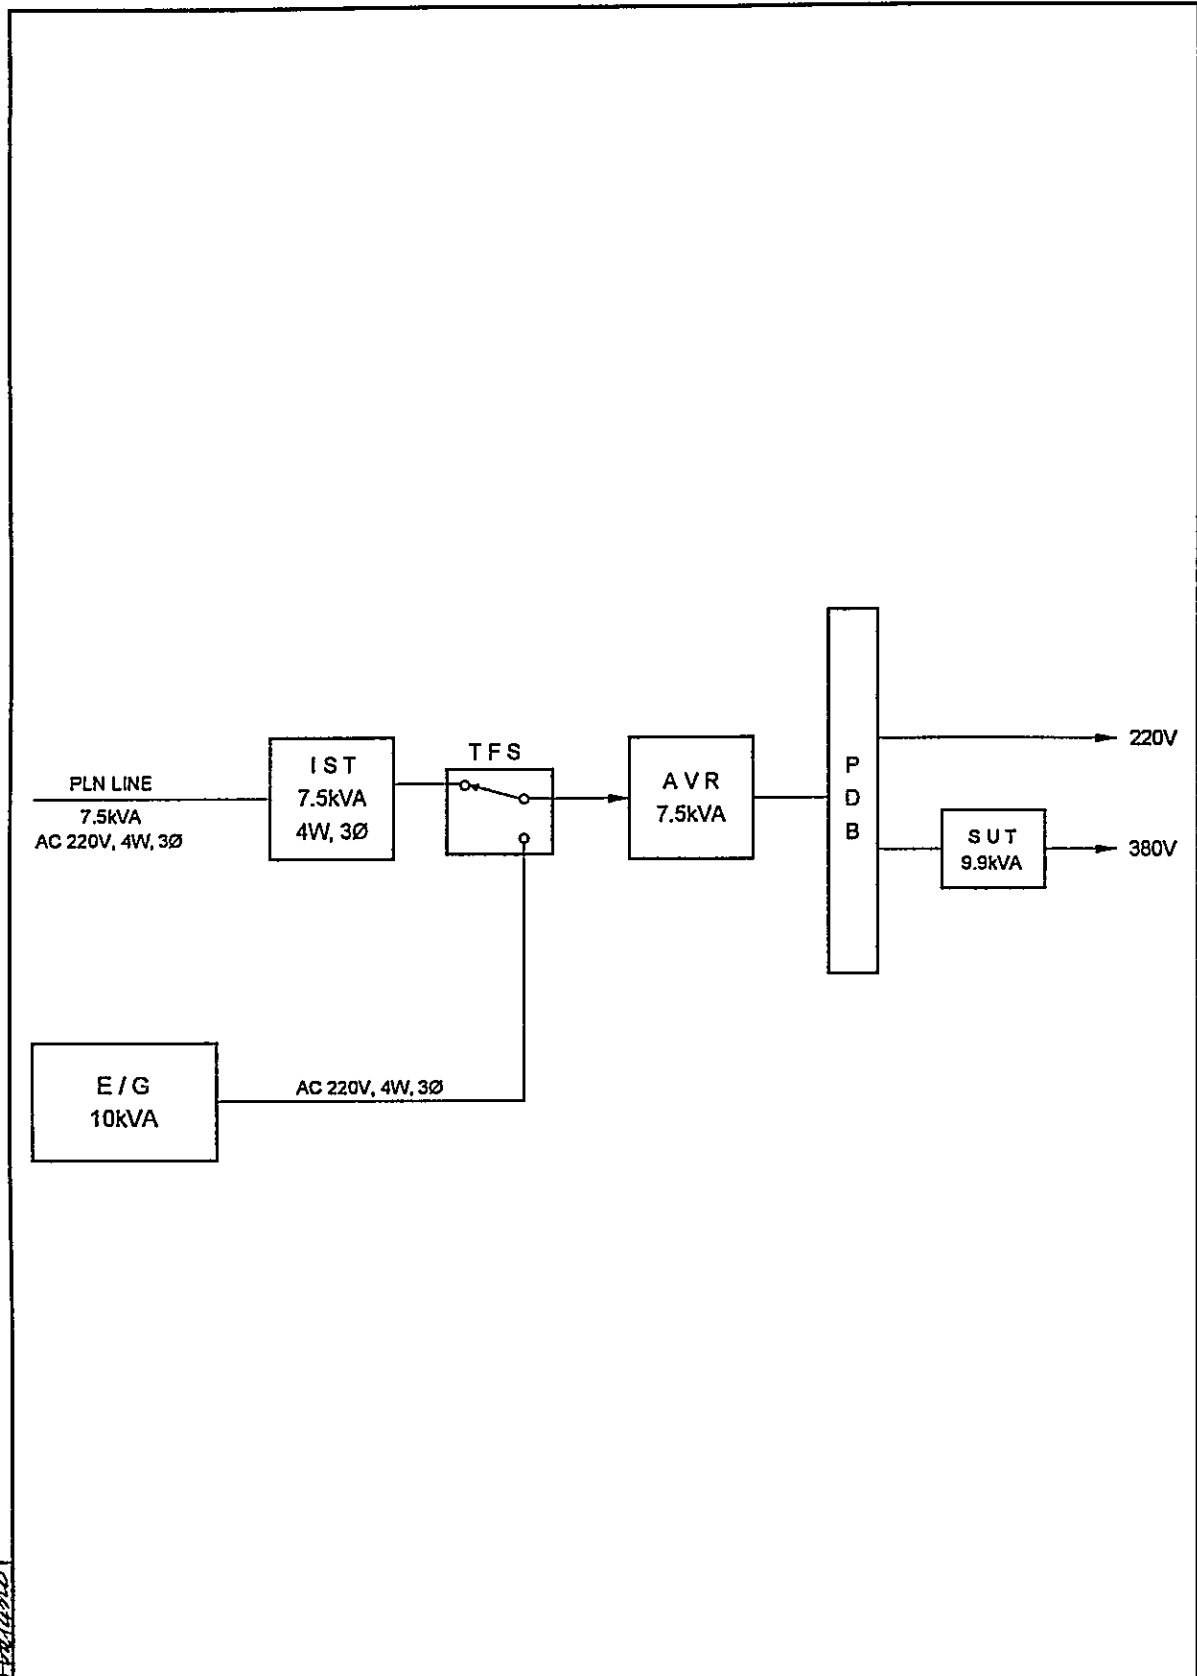 PLN LINE
7.5kVA
AC 220V, 4W, 3Ø
I S T
7.5kVA
4W, 3Ø
T F S
A V R
7.5kVA
P
D
B
220V
S U T
9.9kVA
380V
E / G
10kVA
AC 220V, 4W, 3Ø